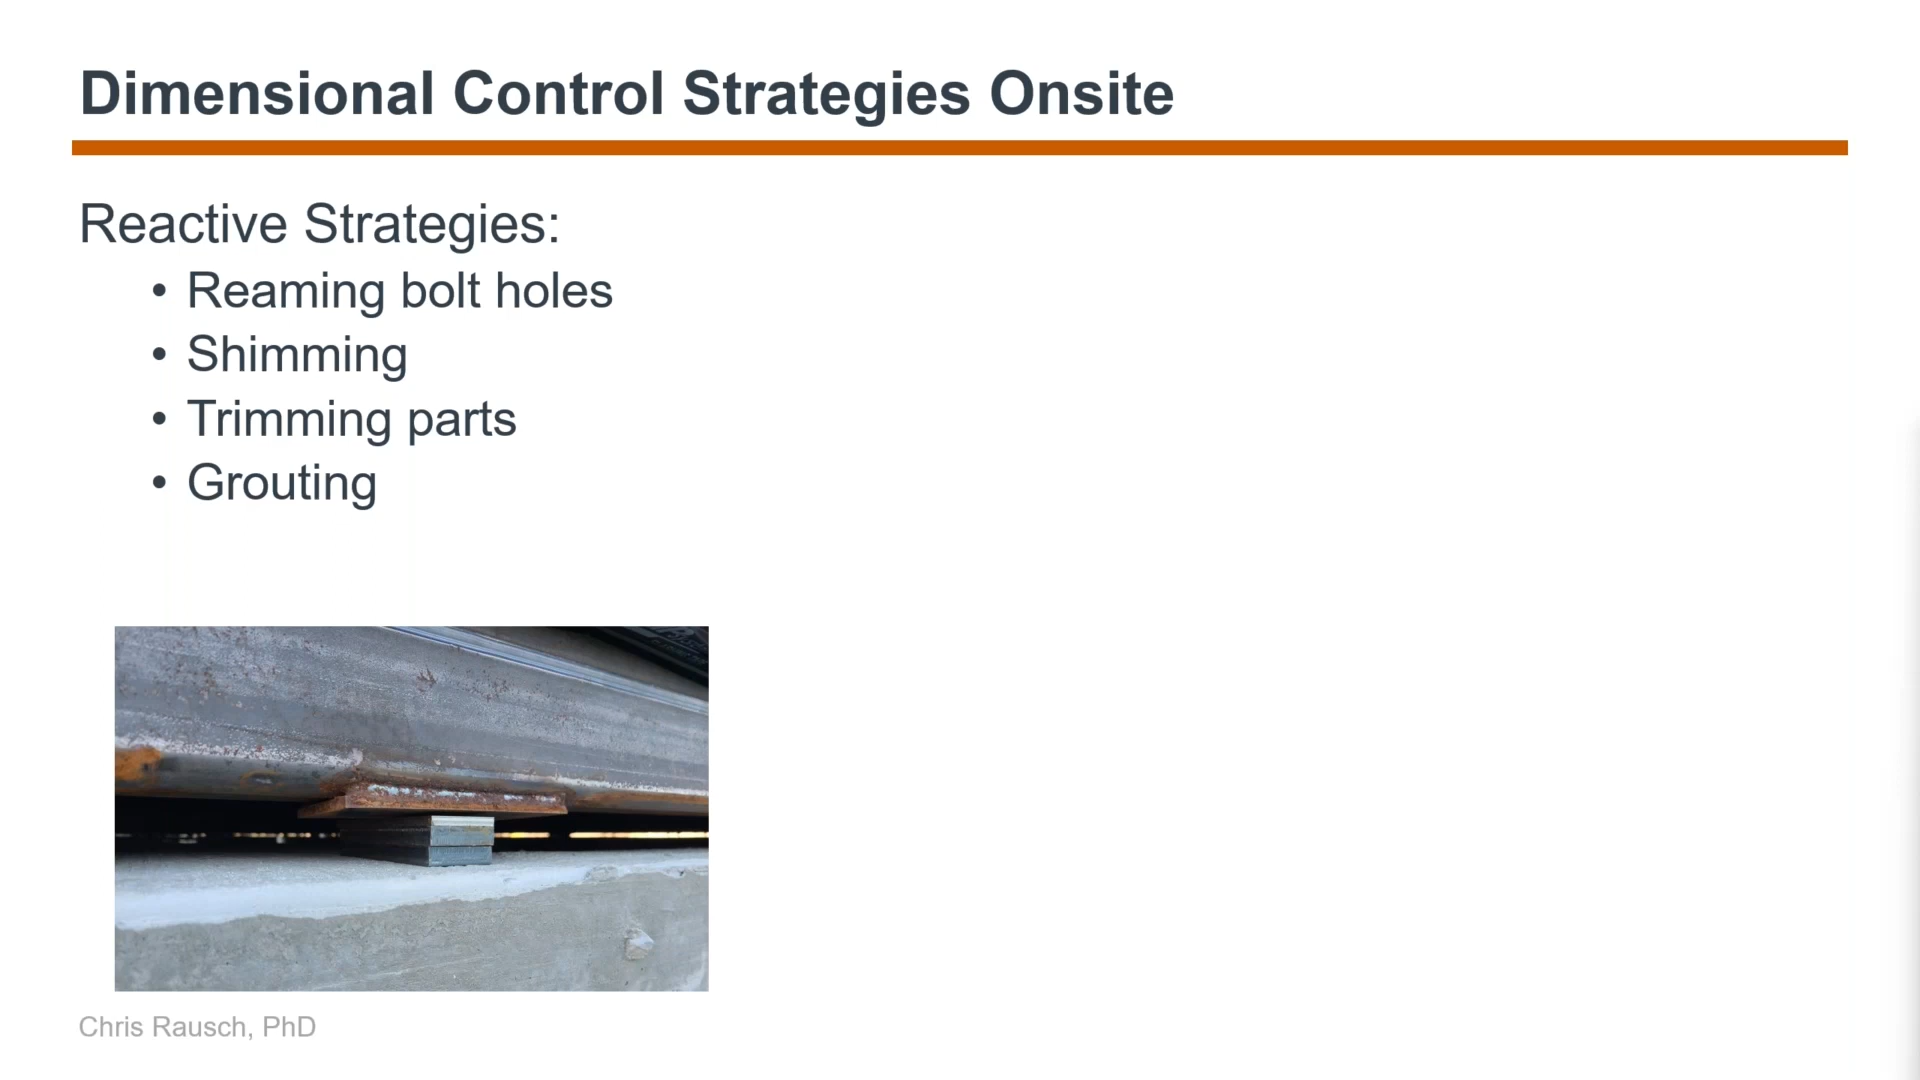 Dimensional Control Strategies Onsite
Reactive Strategies:
• Reaming bolt holes
• Shimming
• Trimming parts
• Grouting
Chris Rausch, PhD